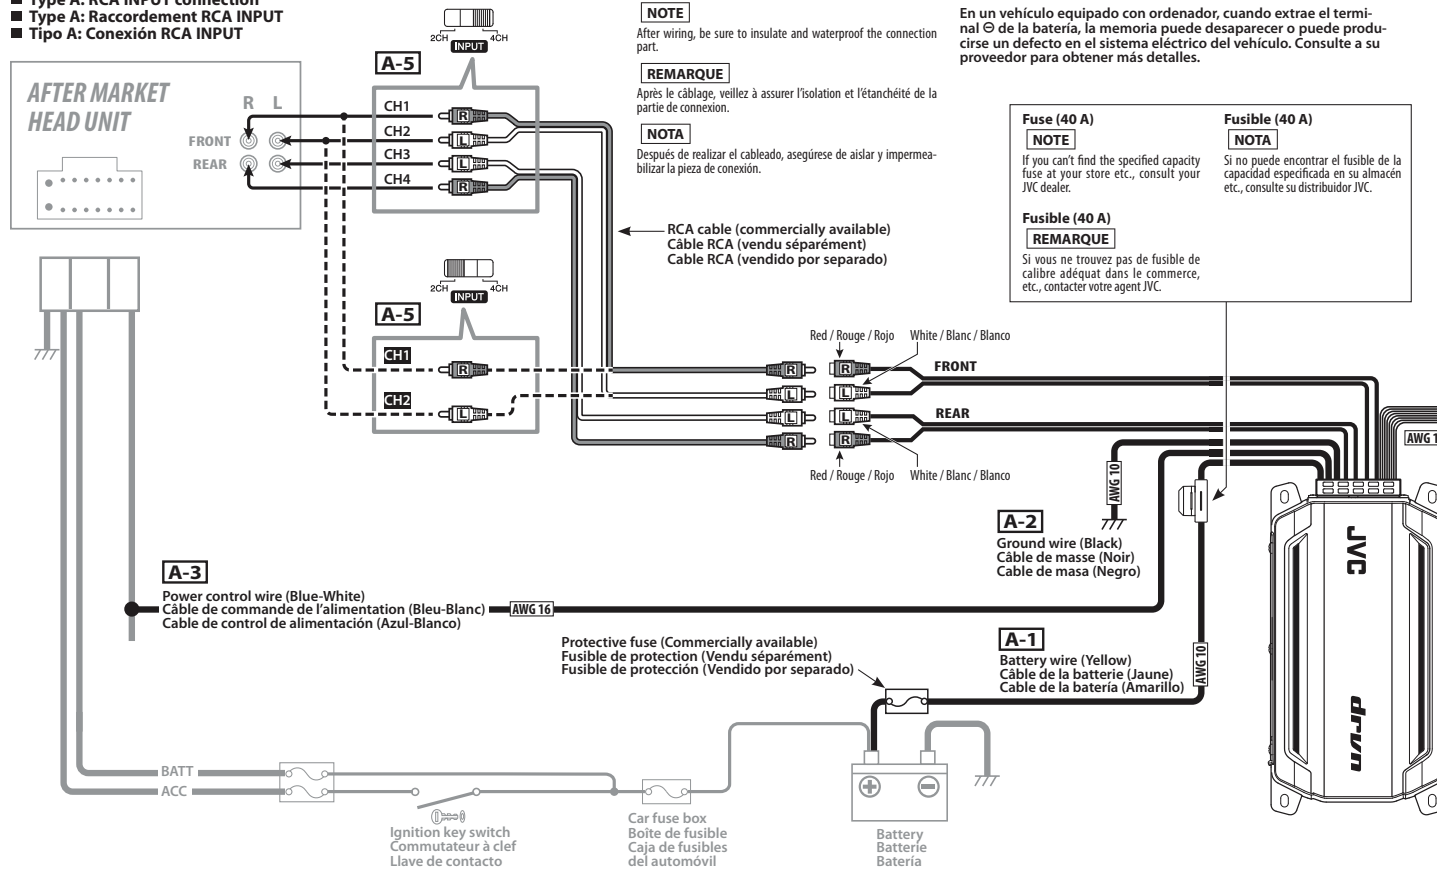 ■ Type A: RCA INPUT connection
■ Type A: Raccordement RCA INPUT
■ Tipo A: Conexión RCA INPUT
AFTER MARKET
HEAD UNIT
R L
FRONT
REAR
2CH 4CH
INPUT
A-5
CH1
R
CH2
L
CH3
L
CH4
R
NOTE
After wiring, be sure to insulate and waterproof the connection
part.
REMARQUE
Après le câblage, veillez à assurer l'isolation et l'étanchéité de la
partie de connexion.
NOTA
Después de realizar el cableado, asegúrese de aislar y impermea-
bilizar la pieza de conexión.
En un vehículo equipado con ordenador, cuando extrae el termi-
nal ⊖ de la batería, la memoria puede desaparecer o puede produ-
cirse un defecto en el sistema eléctrico del vehículo. Consulte a su
proveedor para obtener más detalles.
Fuse (40 A)
NOTE
If you can't find the specified capacity
fuse at your store etc., consult your
JVC dealer.
Fusible (40 A)
REMARQUE
Si vous ne trouvez pas de fusible de
calibre adéquat dans le commerce,
etc., contacter votre agent JVC.
Fusible (40 A)
NOTA
Si no puede encontrar el fusible de la
capacidad especificada en su almacén
etc., consulte su distribuidor JVC.
RCA cable (commercially available)
Câble RCA (vendu séparément)
Cable RCA (vendido por separado)
2CH 4CH
INPUT
A-5
CH1
R
CH2
L
Red / Rouge / Rojo White / Blanc / Blanco
R R FRONT
L L
L L REAR
R R
Red / Rouge / Rojo White / Blanc / Blanco
AWG 10
A-2
Ground wire (Black)
Câble de masse (Noir)
Cable de masa (Negro)
JVC
drvn
A-3
Power control wire (Blue-White)
Câble de commande de l'alimentation (Bleu-Blanc)
Cable de control de alimentación (Azul-Blanco)
AWG 16
Protective fuse (Commercially available)
Fusible de protection (Vendu séparément)
Fusible de protección (Vendido por separado)
A-1
Battery wire (Yellow)
Câble de la batterie (Jaune)
Cable de la batería (Amarillo)
AWG 10
BATT
ACC
Ignition key switch
Commutateur à clef
Llave de contacto
Car fuse box
Boîte de fusible
Caja de fusibles
del automóvil
+ −
Battery
Batterie
Batería